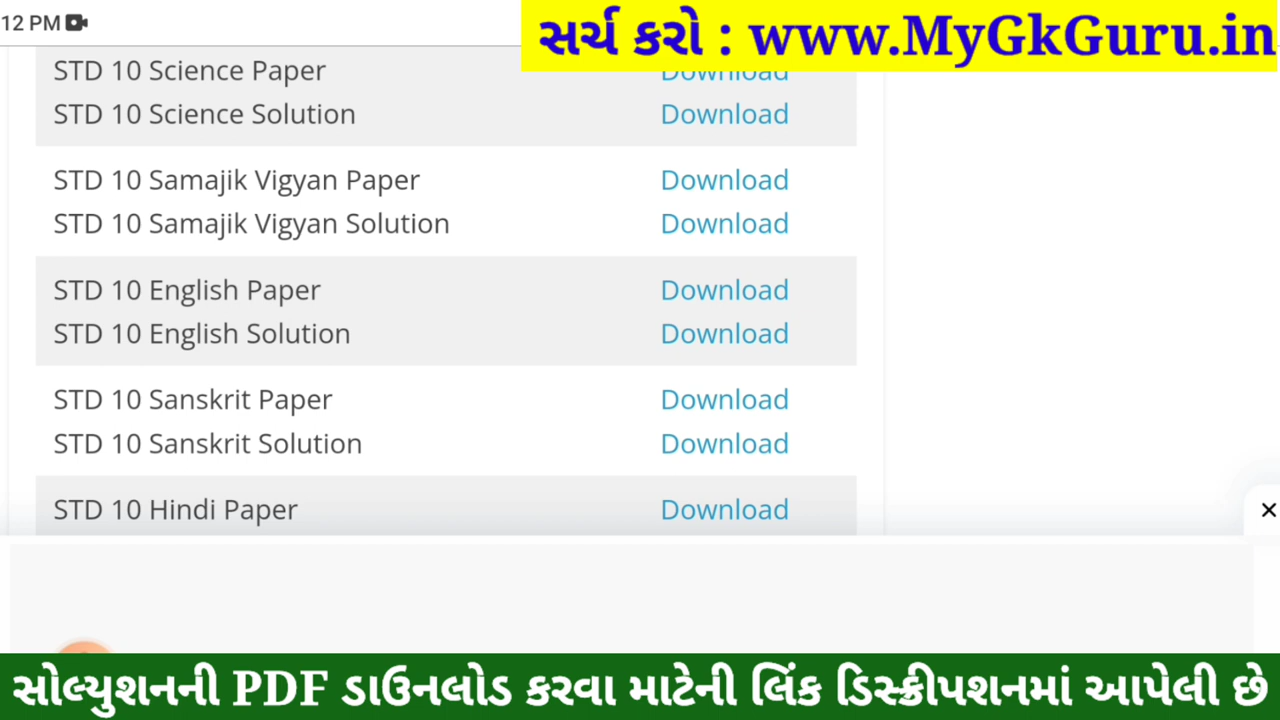 12 PM
સર્ચ કરો : www.MyGkGuru.in
STD 10 Science Paper Download
STD 10 Science Solution Download
STD 10 Samajik Vigyan Paper Download
STD 10 Samajik Vigyan Solution Download
STD 10 English Paper Download
STD 10 English Solution Download
STD 10 Sanskrit Paper Download
STD 10 Sanskrit Solution Download
STD 10 Hindi Paper Download
સોલ્યુશનની PDF ડાઉનલોડ કરવા માટેની લિંક ડિસ્ક્રીપશનમાં આપેલી છે